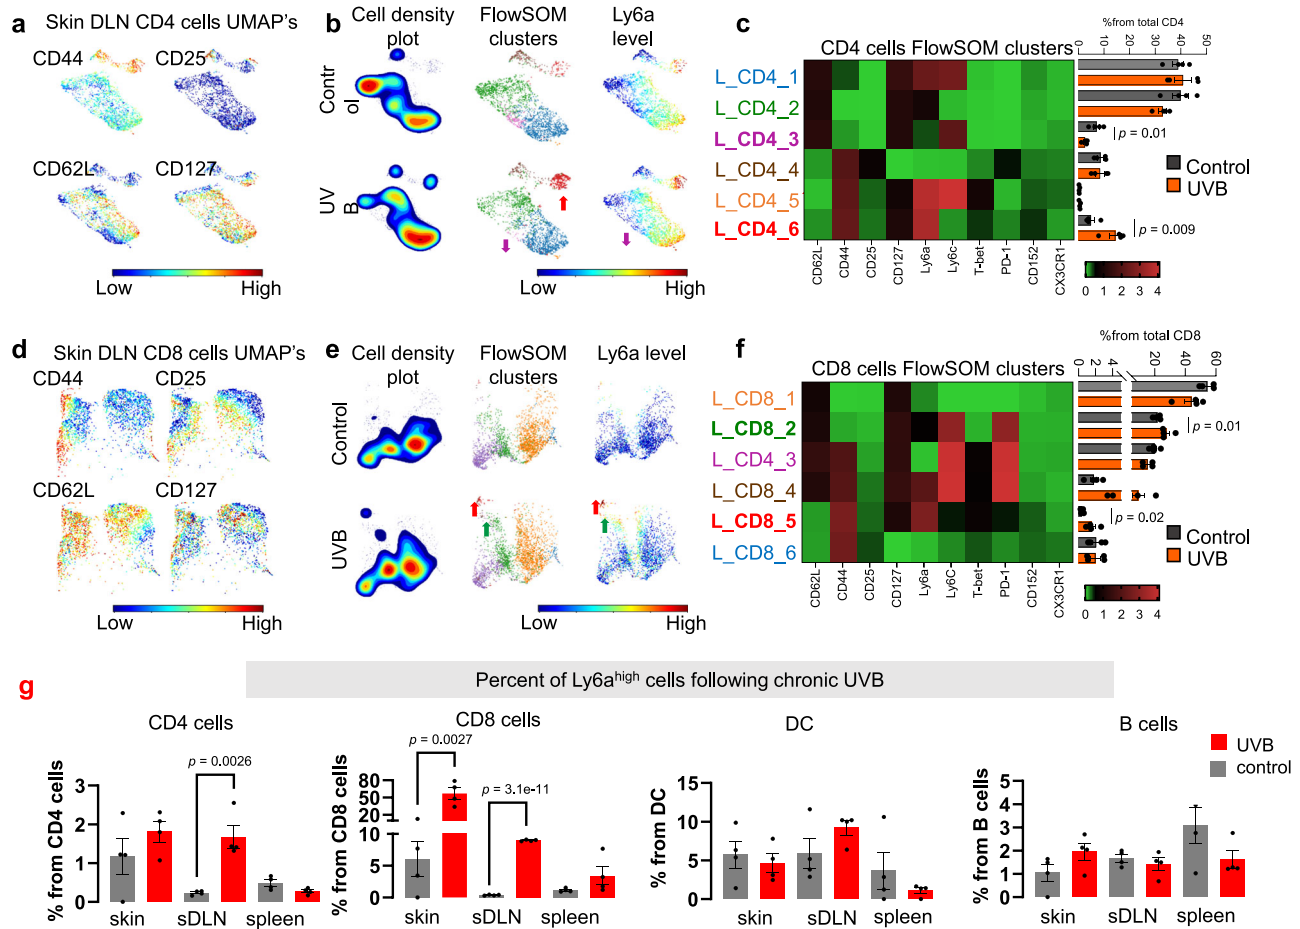 a Skin DLN CD4 cells UMAP's
CD44 CD25
CD62L CD127
Low High
b Cell density plot FlowSOM clusters Ly6a level
Contr
ol
UV
B
Low High
c CD4 cells FlowSOM clusters
%from total CD4
0 10 20 30 40 50
L_CD4_1
L_CD4_2
L_CD4_3
L_CD4_4
L_CD4_5
L_CD4_6
p = 0.01
p = 0.009
Control
UVB
CD62L CD44 CD25 CD127 Ly6a Ly6c T-bet PD-1 CD152 CX3CR1
0 1 2 3 4
d Skin DLN CD8 cells UMAP's
CD44 CD25
CD62L CD127
Low High
e Cell density plot FlowSOM clusters Ly6a level
Control
UVB
Low High
f CD8 cells FlowSOM clusters
%from total CD8
0 2 4 20 40 60
L_CD8_1
L_CD8_2
L_CD4_3
L_CD8_4
L_CD8_5
L_CD8_6
p = 0.01
p = 0.02
Control
UVB
CD62L CD44 CD25 CD127 Ly6a Ly6C T-bet PD-1 CD152 CX3CR1
0 1 2 3 4
g Percent of Ly6ahigh cells following chronic UVB
CD4 cells
% from CD4 cells
3
2
1
0
p = 0.0026
skin sDLN spleen
CD8 cells
% from CD8 cells
80
50
20
10
5
0
p = 0.0027
p = 3.1e-11
skin sDLN spleen
DC
% from DC
15
10
5
0
skin sDLN spleen
B cells
% from B cells
5
4
3
2
1
0
skin sDLN spleen
UVB
control